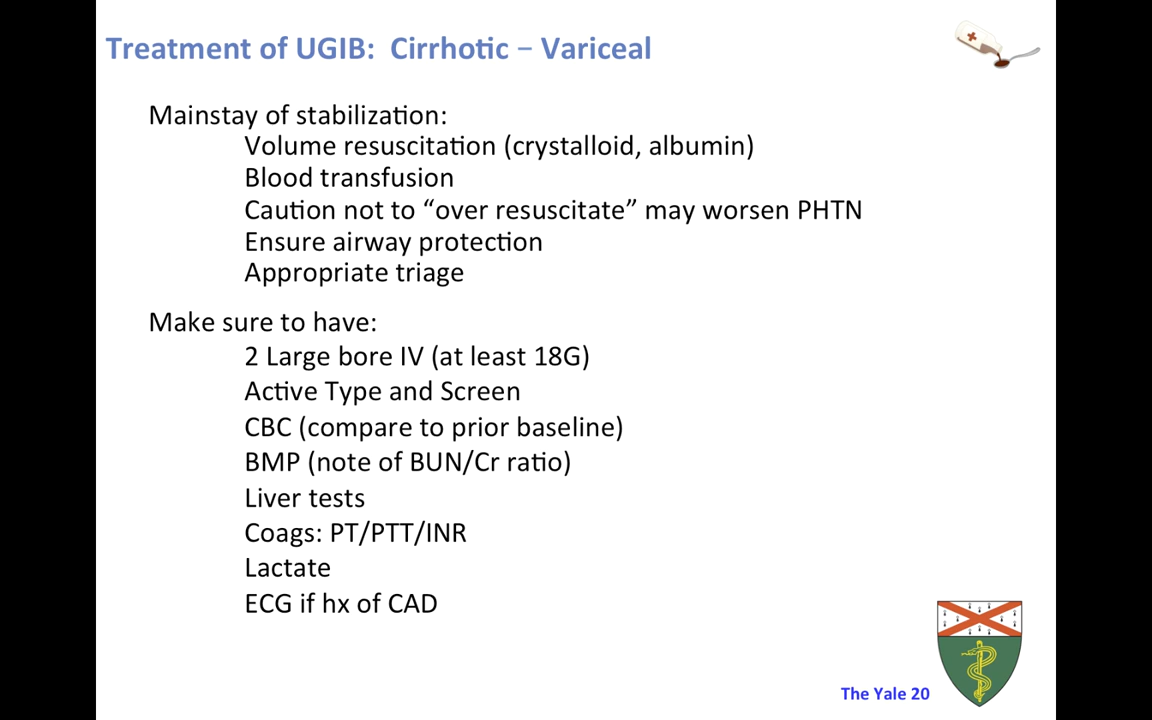 Treatment of UGIB: Cirrhotic – Variceal
Mainstay of stabilization:
Volume resuscitation (crystalloid, albumin)
Blood transfusion
Caution not to “over resuscitate” may worsen PHTN
Ensure airway protection
Appropriate triage
Make sure to have:
2 Large bore IV (at least 18G)
Active Type and Screen
CBC (compare to prior baseline)
BMP (note of BUN/Cr ratio)
Liver tests
Coags: PT/PTT/INR
Lactate
ECG if hx of CAD
The Yale 20